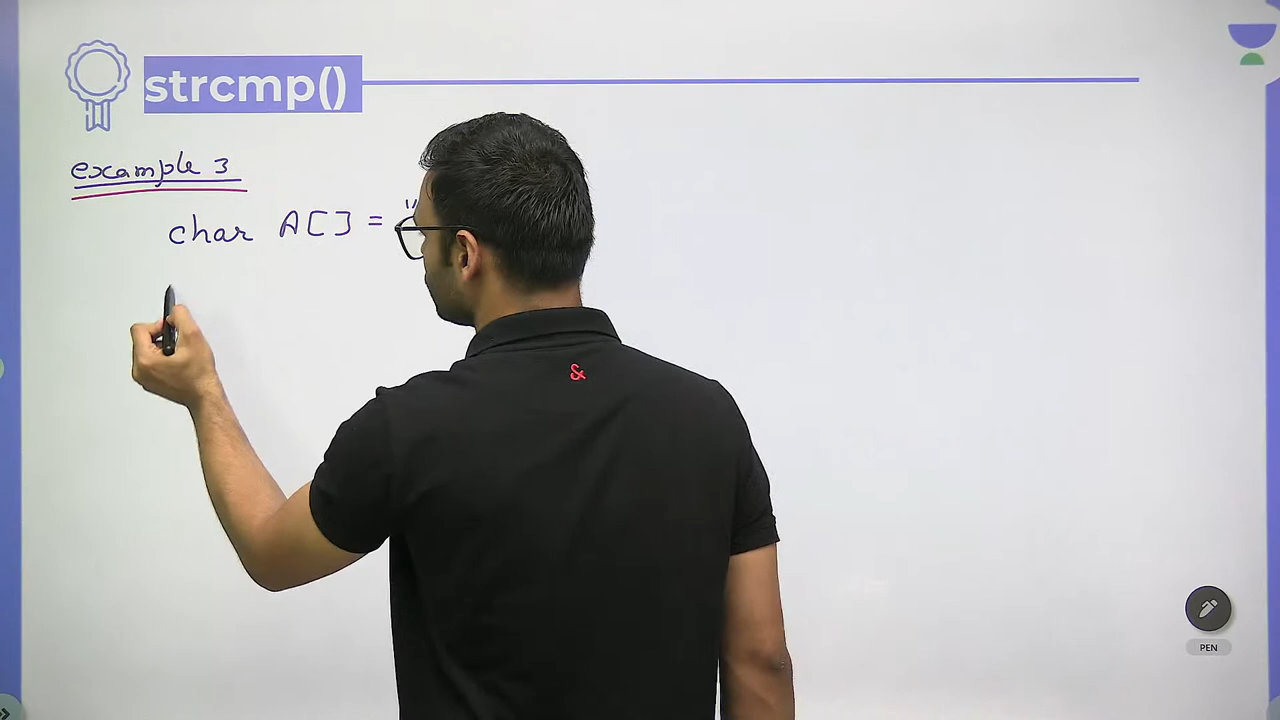 strcmp()
example 3
char A[] = "
&
PEN